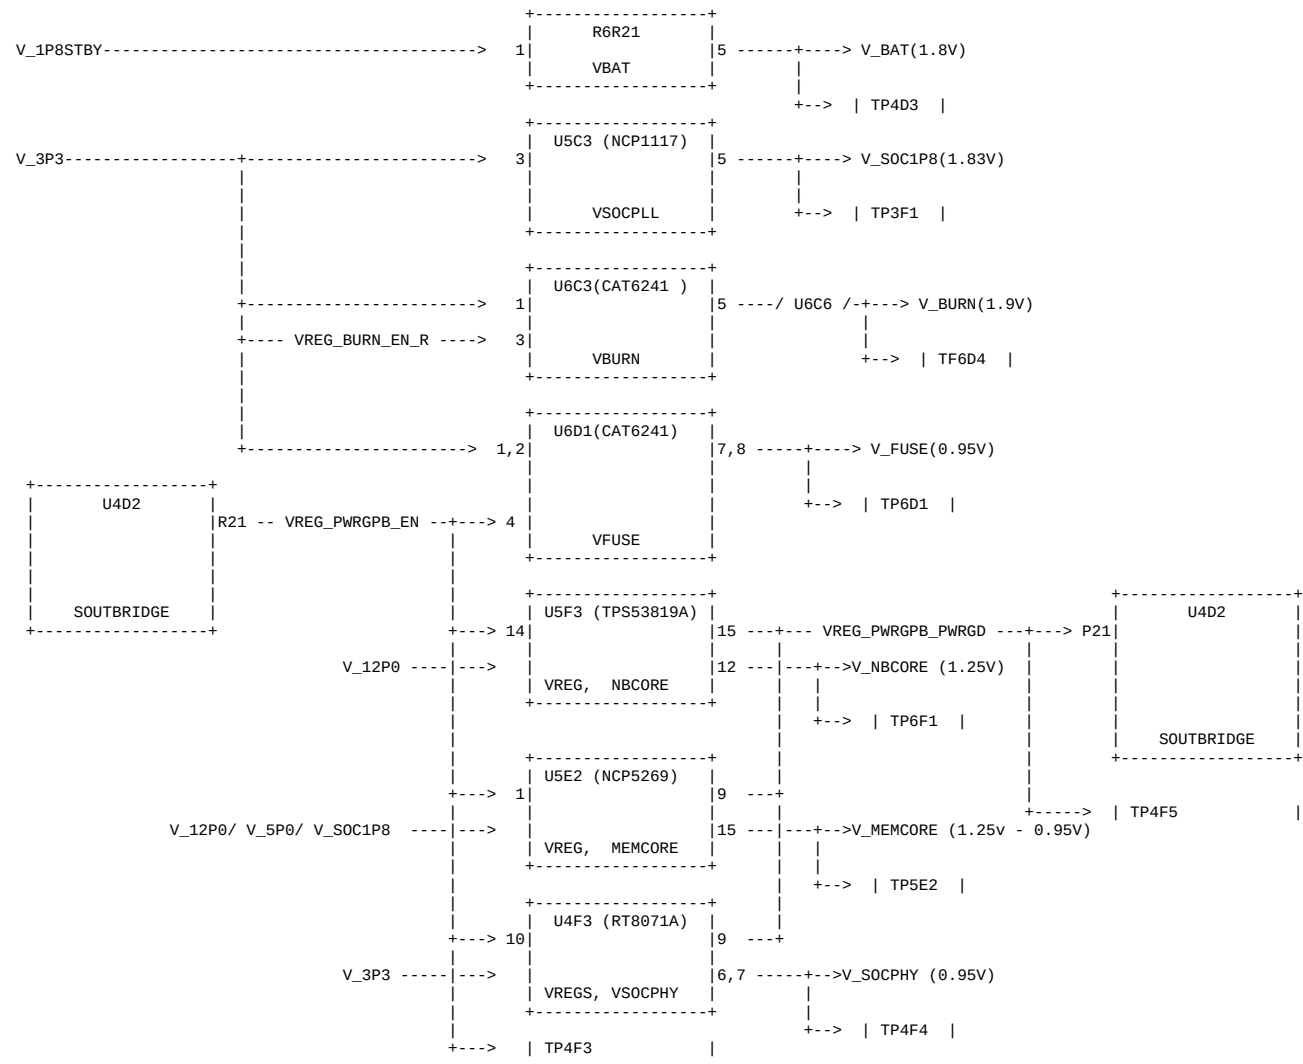 R6R21
V_1P8STBY-----------------------------------------> 1 5 ------+----> V_BAT(1.8V)
VBAT
+--> | TP4D3 |
U5C3 (NCP1117)
V_3P3-------------------+-------------------------> 3 5 ------+----> V_SOC1P8(1.83V)
VSOCPLL +--> | TP3F1 |
U6C3(CAT6241 )
+-------------------------> 1 5 ----/ U6C6 /-+---> V_BURN(1.9V)
+---- VREG_BURN_EN_R ----> 3
VBURN +--> | TF6D4 |
U6D1(CAT6241)
+------------------------> 1,2 7,8 -----+----> V_FUSE(0.95V)
U4D2 +--> | TP6D1 |
R21 -- VREG_PWRGPB_EN --+---> 4
VFUSE
SOUTBRIDGE U5F3 (TPS53819A) U4D2
+---> 14 15 ---+--- VREG_PWRGPB_PWRGD ---+---> P21
V_12P0 ----|---> 12 ---|---+-->V_NBCORE (1.25V)
VREG, NBCORE
+--> | TP6F1 |
SOUTBRIDGE
U5E2 (NCP5269)
+---> 1 9 ---+
+-----> | TP4F5 |
V_12P0/ V_5P0/ V_SOC1P8 ----|---> 15 ---|---+-->V_MEMCORE (1.25v - 0.95V)
VREG, MEMCORE
+--> | TP5E2 |
U4F3 (RT8071A)
+---> 10 9 ---+
V_3P3 -----|---> 6,7 -----+-->V_SOCPHY (0.95V)
VREGS, VSOCPHY
+--> | TP4F4 |
+---> | TP4F3 |